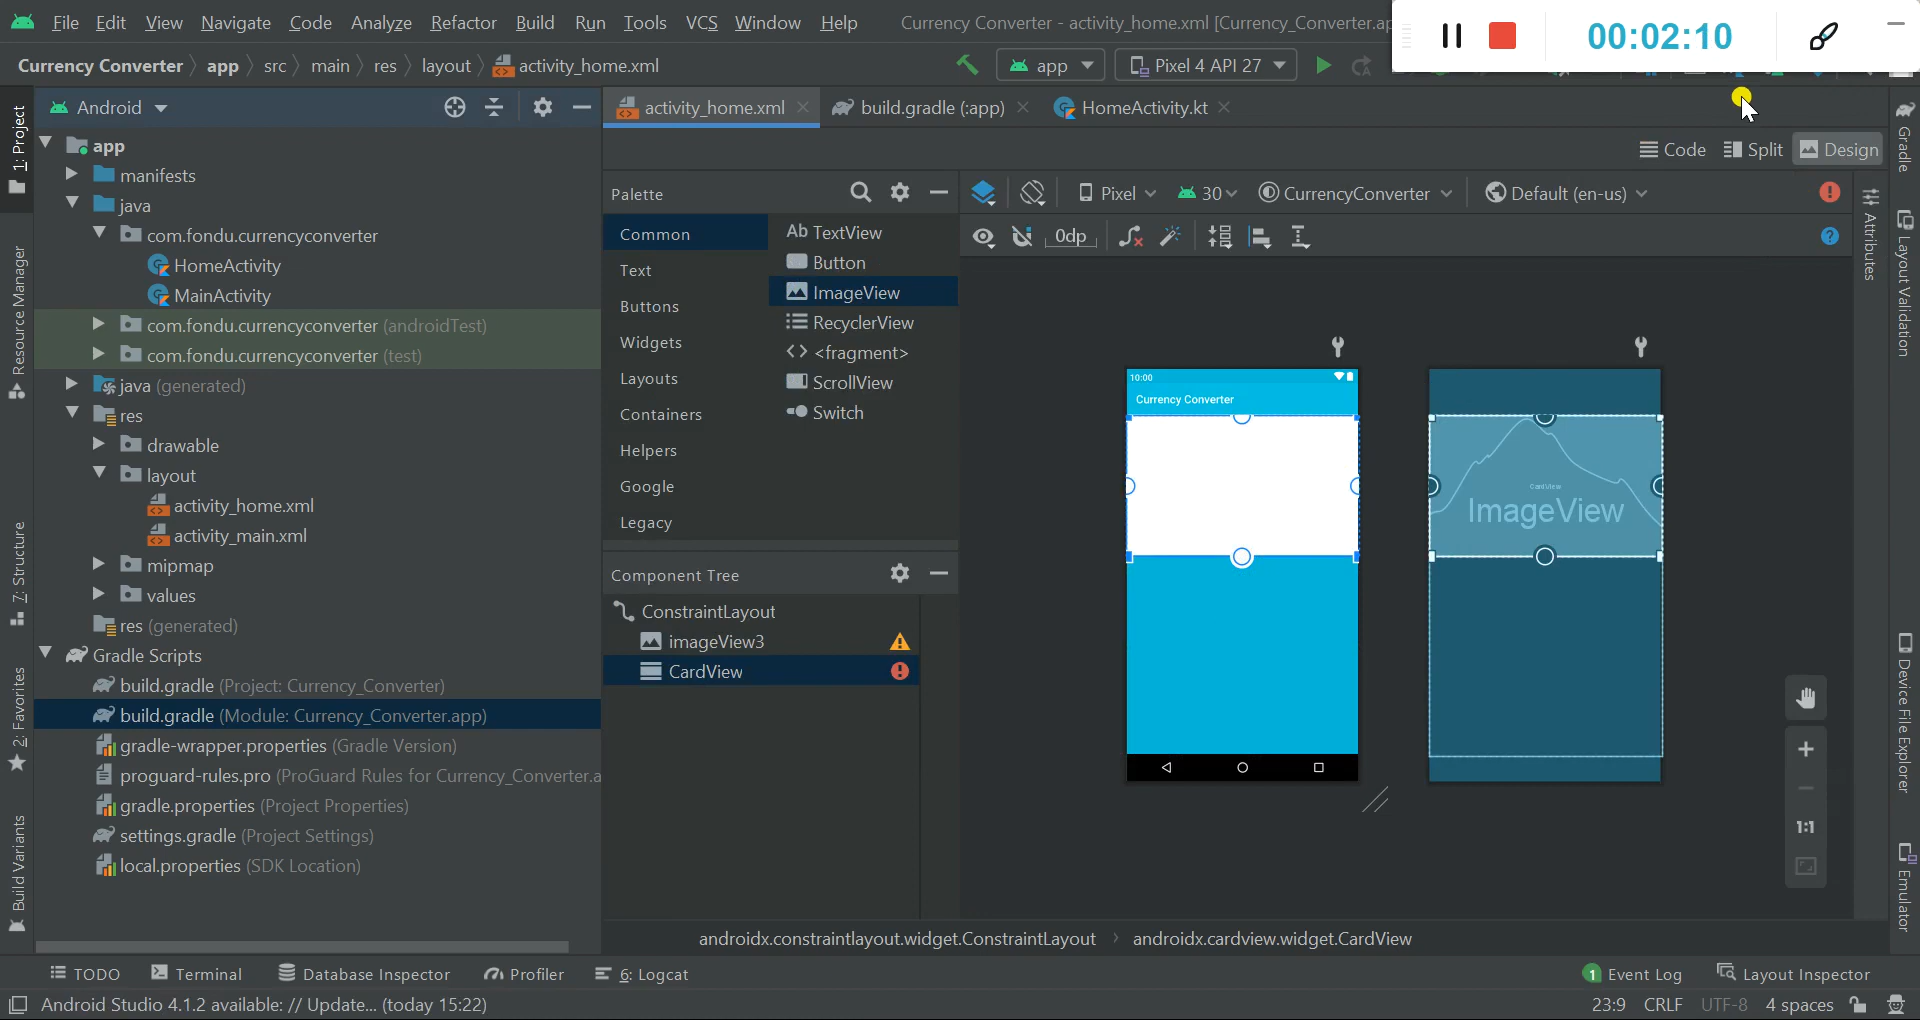 File Edit View Navigate Code Analyze Refactor Build Run Tools VCS Window Help Currency Converter - activity_home.xml [Currency_Converter.ap
00:02:10
Currency Converter app src main res layout activity_home.xml app Pixel 4 API 27
1: Project
Resource Manager
7: Structure
2: Favorites
Build Variants
Android
app
manifests
java
com.fondu.currencyconverter
HomeActivity
MainActivity
com.fondu.currencyconverter (androidTest)
com.fondu.currencyconverter (test)
java (generated)
res
drawable
layout
activity_home.xml
activity_main.xml
mipmap
values
res (generated)
Gradle Scripts
build.gradle (Project: Currency_Converter)
build.gradle (Module: Currency_Converter.app)
gradle-wrapper.properties (Gradle Version)
proguard-rules.pro (ProGuard Rules for Currency_Converter.a
gradle.properties (Project Properties)
settings.gradle (Project Settings)
local.properties (SDK Location)
activity_home.xml build.gradle (:app) HomeActivity.kt
Code Split Design
Palette
Common
Text
Buttons
Widgets
Layouts
Containers
Helpers
Google
Legacy
Ab TextView
Button
ImageView
RecyclerView
<fragment>
ScrollView
Switch
Component Tree
ConstraintLayout
imageView3
CardView
Pixel 30 CurrencyConverter Default (en-us)
0dp
10:00
Currency Converter
CardView
ImageView
1:1
Attributes
Gradle
Layout Validation
Device File Explorer
Emulator
androidx.constraintlayout.widget.ConstraintLayout androidx.cardview.widget.CardView
TODO Terminal Database Inspector Profiler 6: Logcat 1 Event Log Layout Inspector
Android Studio 4.1.2 available: // Update... (today 15:22) 23:9 CRLF UTF-8 4 spaces